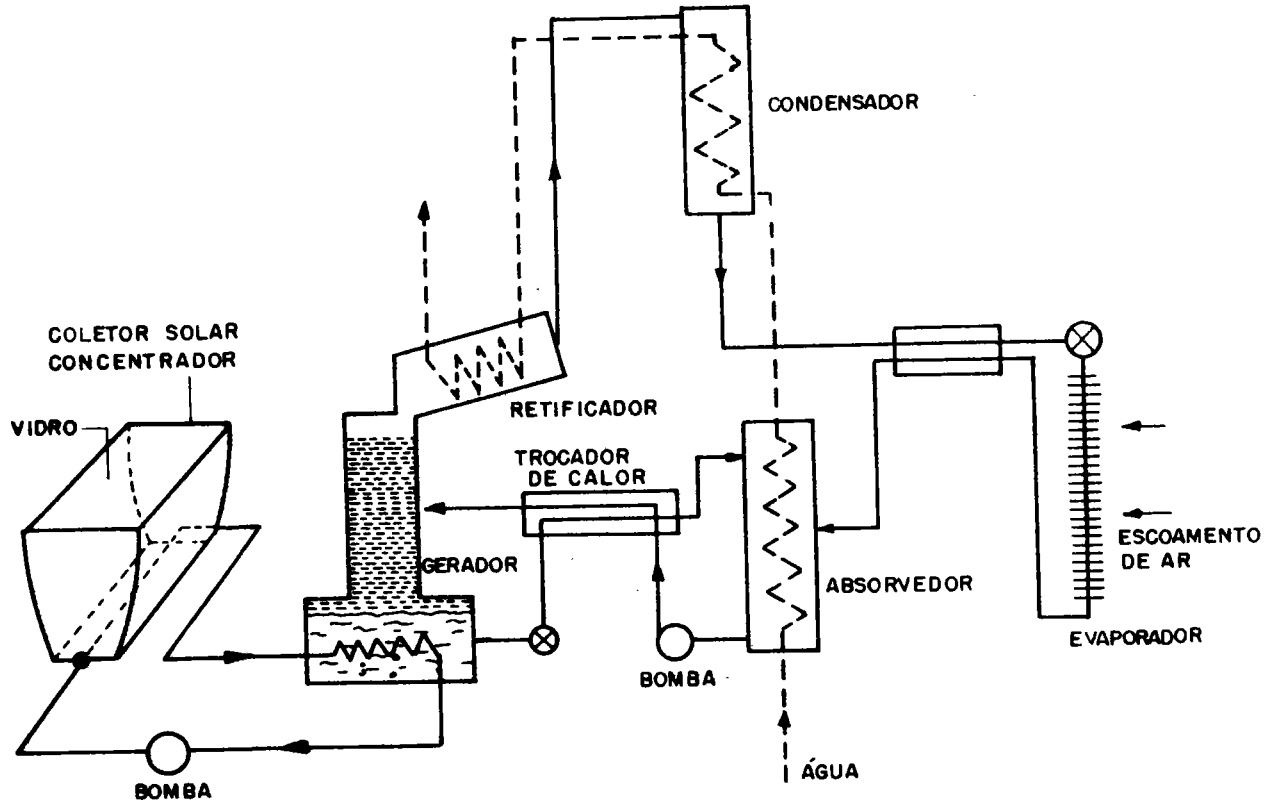 CONDENSADOR
COLETOR SOLAR
CONCENTRADOR
VIDRO
RETIFICADOR
TROCADOR
DE CALOR
GERADOR
ESCOAMENTO
DE AR
ABSORVEDOR
EVAPORADOR
BOMBA
ÁGUA
BOMBA